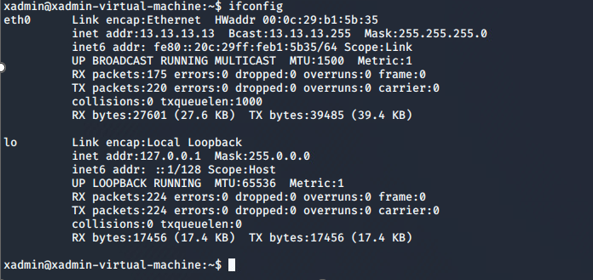 xadmin@xadmin-virtual-machine:~$ ifconfig
eth0      Link encap:Ethernet  HWaddr 00:0c:29:b1:5b:35
          inet addr:13.13.13.13  Bcast:13.13.13.255  Mask:255.255.255.0
          inet6 addr: fe80::20c:29ff:feb1:5b35/64 Scope:Link
          UP BROADCAST RUNNING MULTICAST  MTU:1500  Metric:1
          RX packets:175 errors:0 dropped:0 overruns:0 frame:0
          TX packets:220 errors:0 dropped:0 overruns:0 carrier:0
          collisions:0 txqueuelen:1000
          RX bytes:27601 (27.6 KB)  TX bytes:39485 (39.4 KB)

lo        Link encap:Local Loopback
          inet addr:127.0.0.1  Mask:255.0.0.0
          inet6 addr: ::1/128 Scope:Host
          UP LOOPBACK RUNNING  MTU:65536  Metric:1
          RX packets:224 errors:0 dropped:0 overruns:0 frame:0
          TX packets:224 errors:0 dropped:0 overruns:0 carrier:0
          collisions:0 txqueuelen:0
          RX bytes:17456 (17.4 KB)  TX bytes:17456 (17.4 KB)

xadmin@xadmin-virtual-machine:~$